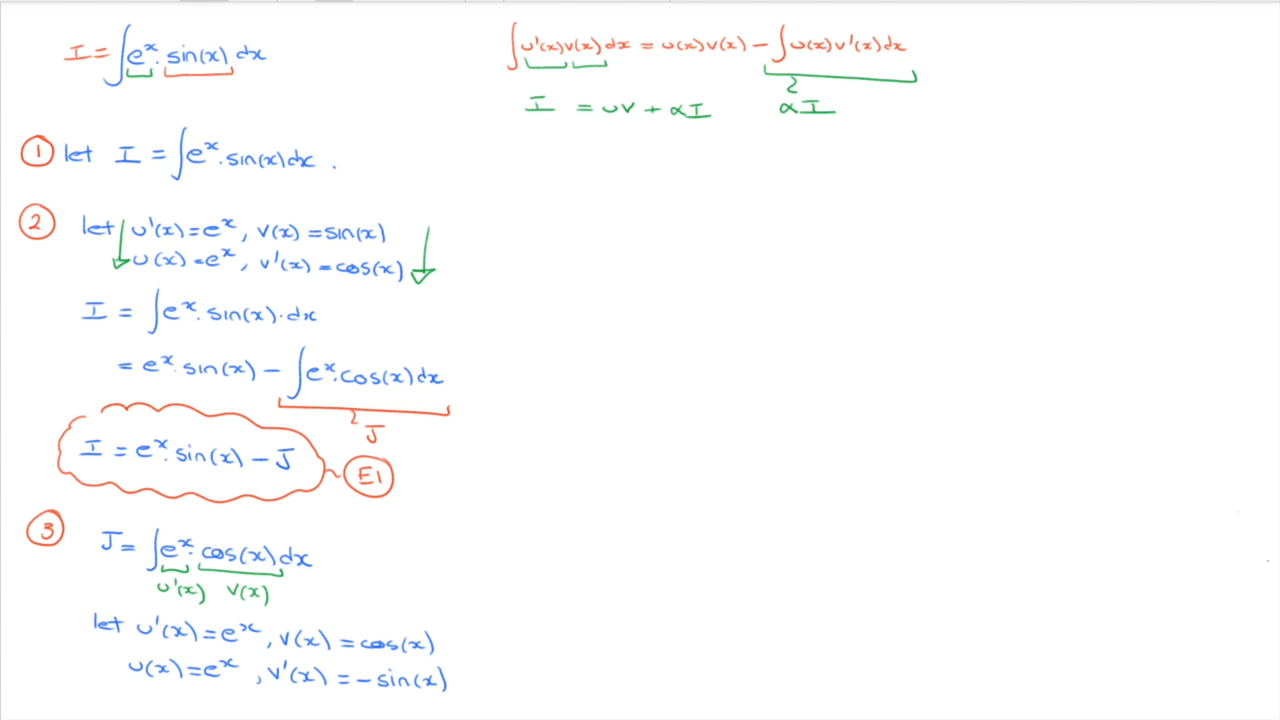 I = ∫eˣ. sin(x) dx
∫u'(x)v(x)dx = u(x)v(x) − ∫u(x)v'(x)dx
I = uv + αI
αI
① let I = ∫eˣ. sin(x)dx .
② let u'(x) = eˣ, v(x) = sin(x)
u(x) = eˣ, v'(x) = cos(x)
I = ∫eˣ. sin(x). dx
= eˣ. sin(x) − ∫eˣ. cos(x)dx
J
I = eˣ. sin(x) − J
E1
③ J = ∫eˣ. cos(x)dx
u'(x) v(x)
let u'(x) = eˣ, v(x) = cos(x)
u(x) = eˣ, v'(x) = −sin(x)